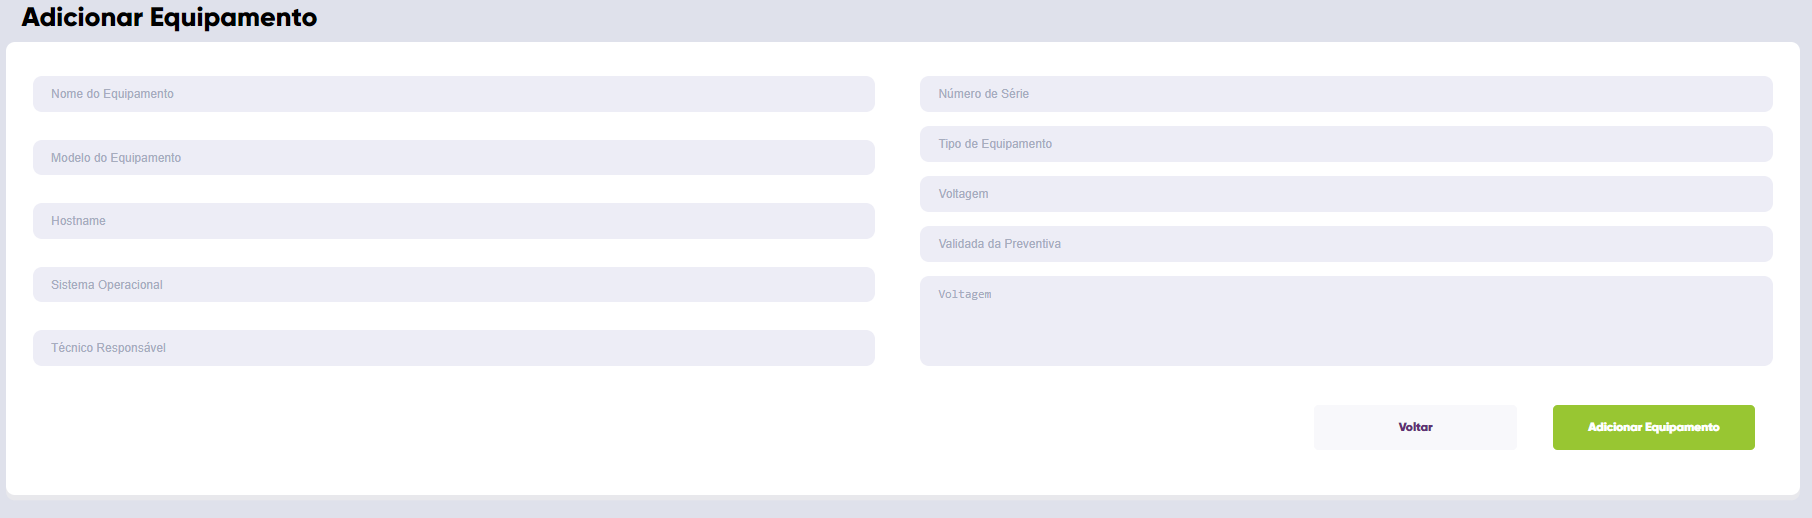 Adicionar Equipamento
Nome do Equipamento
Modelo do Equipamento
Hostname
Sistema Operacional
Técnico Responsável
Número de Série
Tipo de Equipamento
Voltagem
Validada da Preventiva
Voltagem
Voltar
Adicionar Equipamento